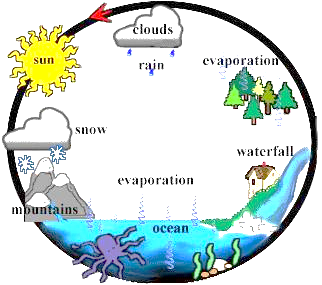 clouds
sun
rain
evaporation
snow
waterfall
evaporation
mountains
ocean